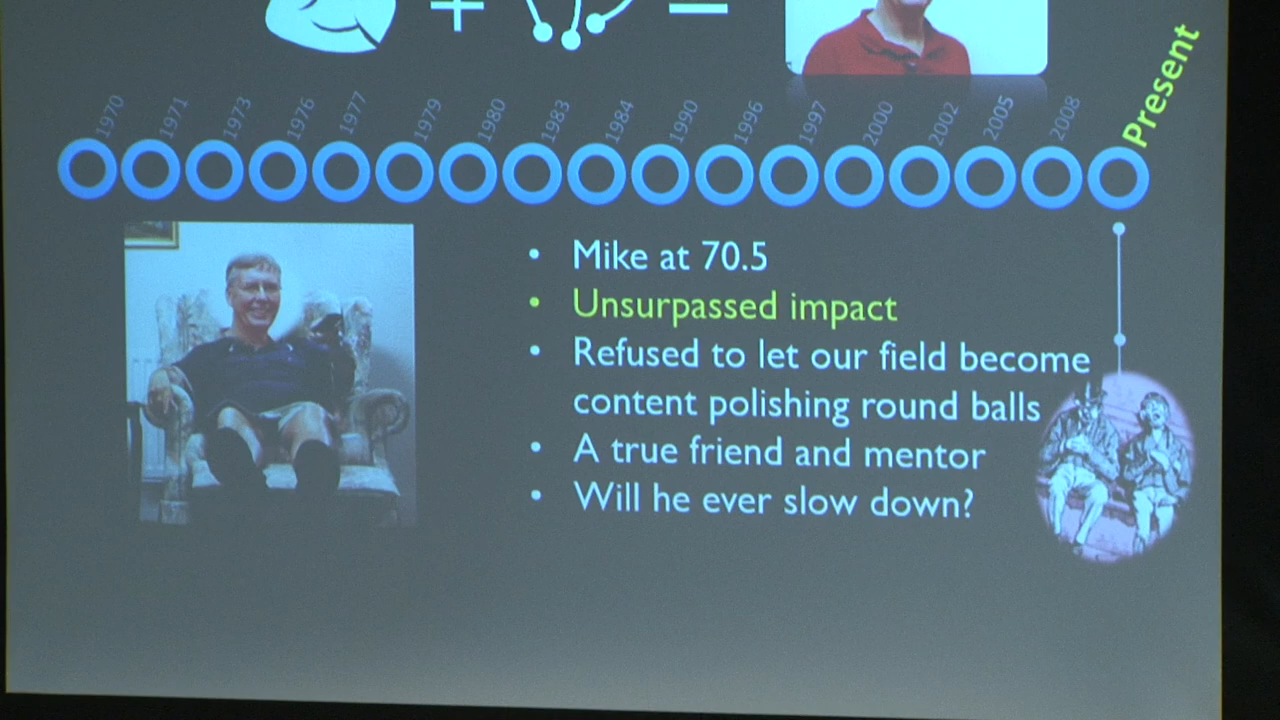 + =
1970 1971 1973 1976 1977 1979 1980 1983 1984 1990 1996 1997 2000 2002 2005 2008 Present
• Mike at 70.5
• Unsurpassed impact
• Refused to let our field become
content polishing round balls
• A true friend and mentor
• Will he ever slow down?